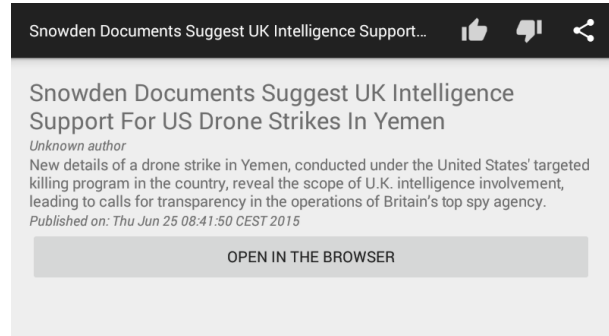 Snowden Documents Suggest UK Intelligence Support...
Snowden Documents Suggest UK Intelligence
Support For US Drone Strikes In Yemen
Unknown author
New details of a drone strike in Yemen, conducted under the United States' targeted
killing program in the country, reveal the scope of U.K. intelligence involvement,
leading to calls for transparency in the operations of Britain's top spy agency.
Published on: Thu Jun 25 08:41:50 CEST 2015
OPEN IN THE BROWSER